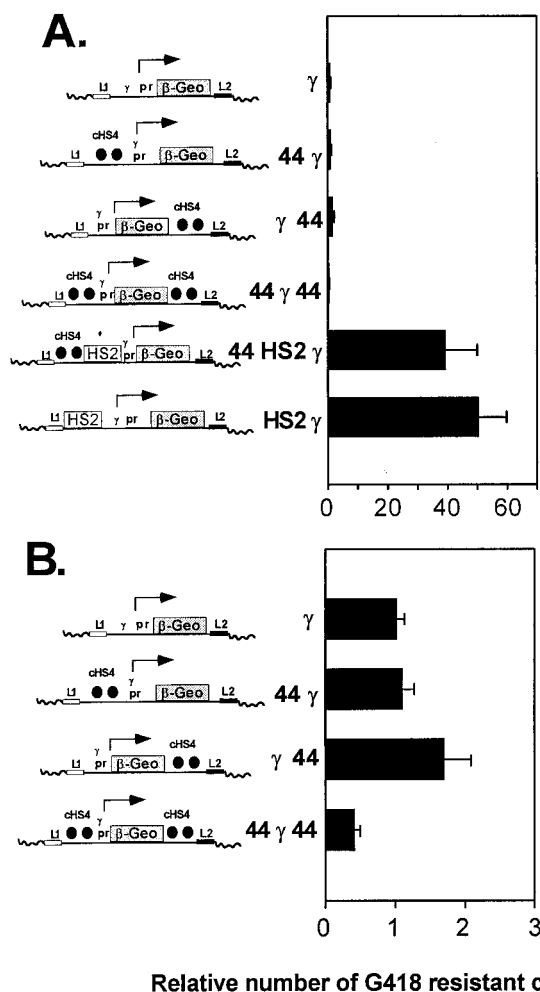 A.
L1 γ pr β-Geo L2
γ
cHS4
L1 γ pr β-Geo L2
44 γ
cHS4
L1 γ pr β-Geo L2
γ 44
cHS4 cHS4
L1 γ pr β-Geo L2
44 γ 44
cHS4
L1 HS2 γ pr β-Geo L2
44 HS2 γ
L1 HS2 γ pr β-Geo L2
HS2 γ
0 20 40 60
B.
L1 γ pr β-Geo L2
γ
cHS4
L1 γ pr β-Geo L2
44 γ
cHS4
L1 γ pr β-Geo L2
γ 44
cHS4 cHS4
L1 γ pr β-Geo L2
44 γ 44
0 1 2 3
Relative number of G418 resistant